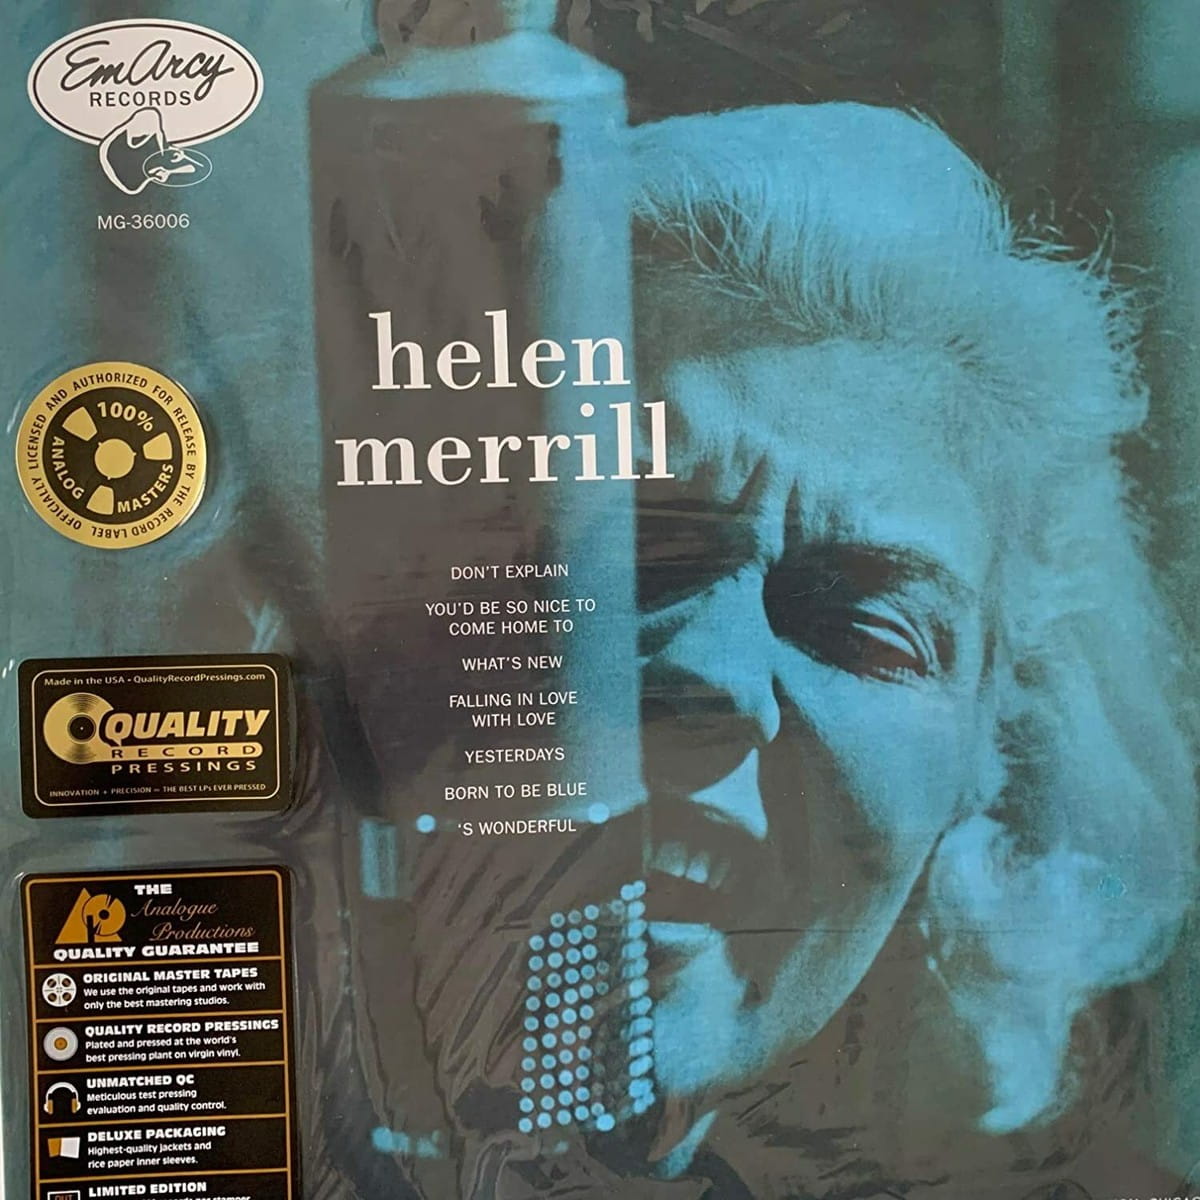 EmArcy
RECORDS
MG-36006
helen
merrill
DON'T EXPLAIN
YOU'D BE SO NICE TO
COME HOME TO
WHAT'S NEW
FALLING IN LOVE
WITH LOVE
YESTERDAYS
BORN TO BE BLUE
'S WONDERFUL
OFFICIALLY LICENSED AND AUTHORIZED FOR RELEASE BY THE RECORD LABEL
100%
ANALOG
MASTERS
Made in the USA • QualityRecordPressings.com
QUALITY
RECORD
PRESSINGS
INNOVATION + PRECISION = THE BEST LPs EVER PRESSED
THE
Analogue
Productions
QUALITY GUARANTEE
ORIGINAL MASTER TAPES
We use the original tapes and work with
only the best mastering studios.
QUALITY RECORD PRESSINGS
Plated and pressed at the world's
best pressing plant on virgin vinyl.
UNMATCHED QC
Meticulous test pressing
evaluation and quality control.
DELUXE PACKAGING
Highest-quality jackets and
rice paper inner sleeves.
LIMITED EDITION
OUT